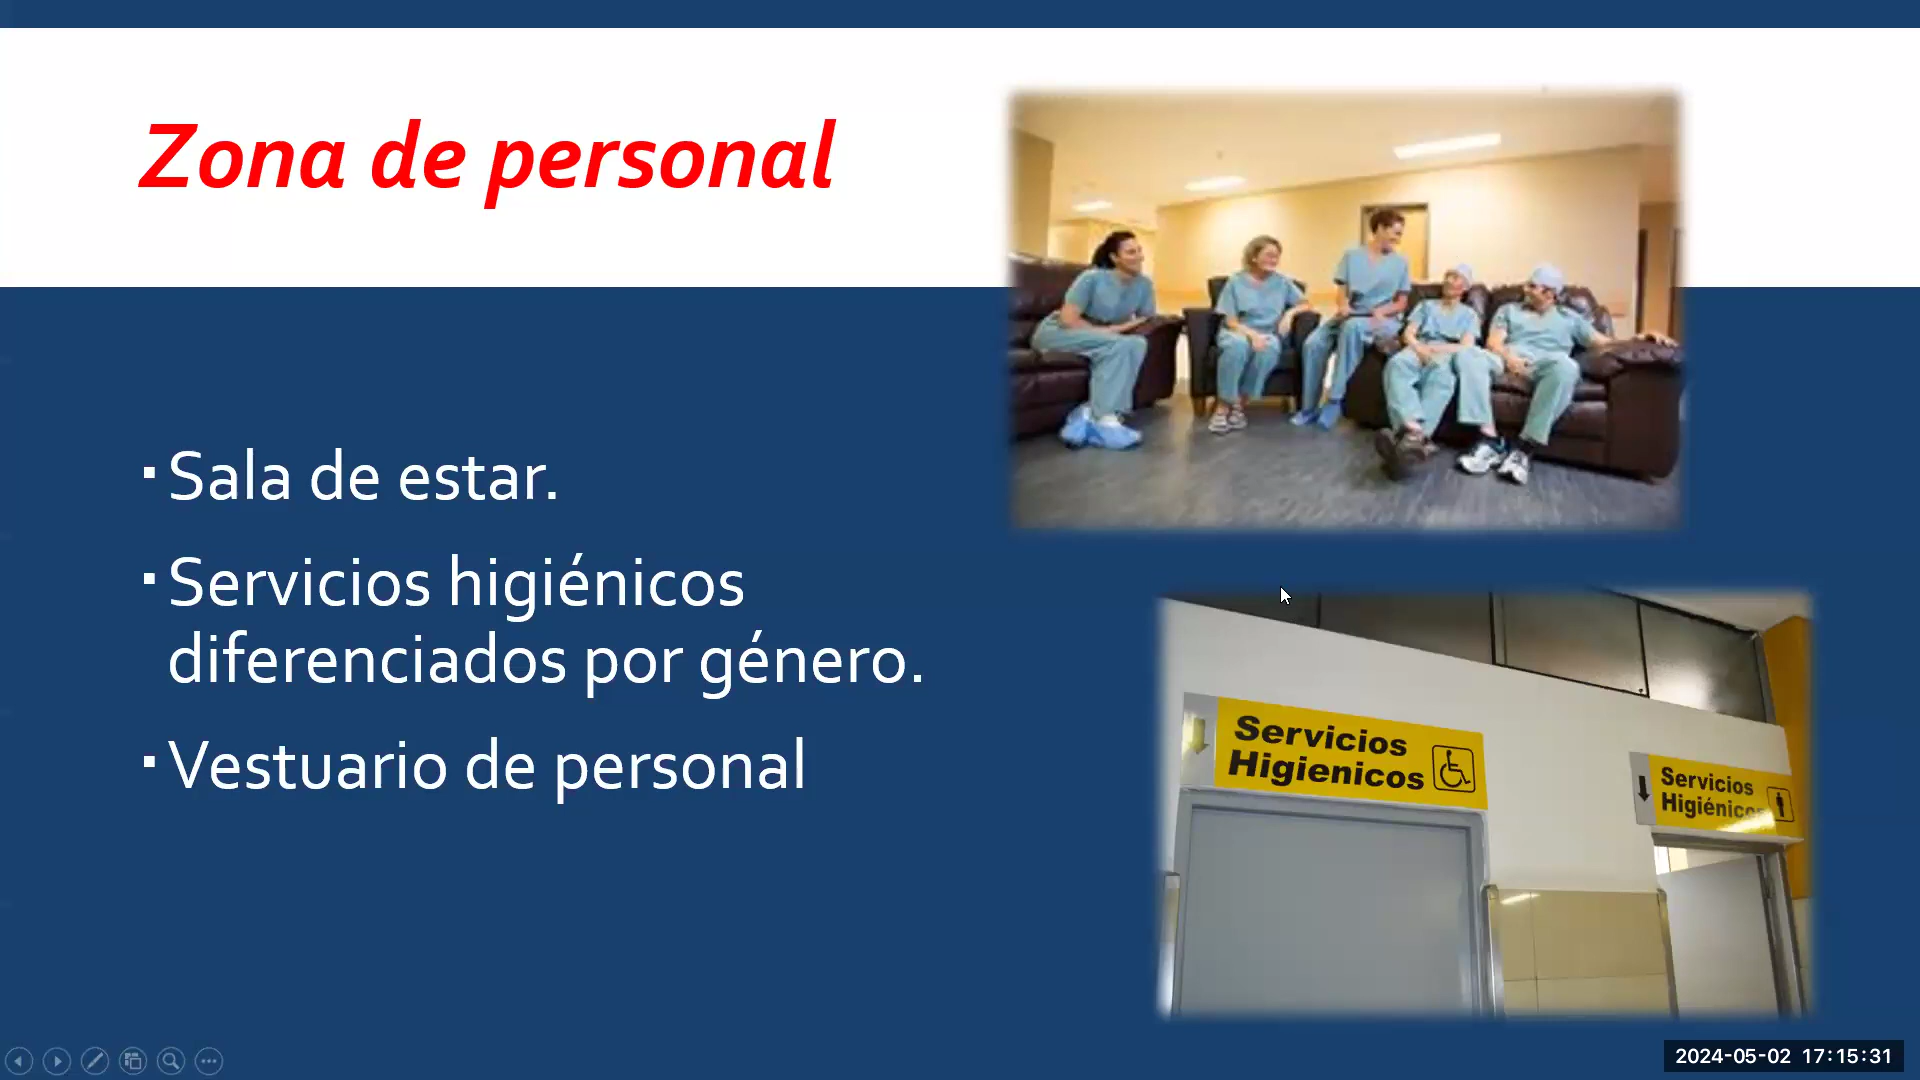 Zona de personal
▪ Sala de estar.
▪ Servicios higiénicos
diferenciados por género.
▪ Vestuario de personal
Servicios
Higienicos
Servicios
Higiénicos
2024-05-02 17:15:31